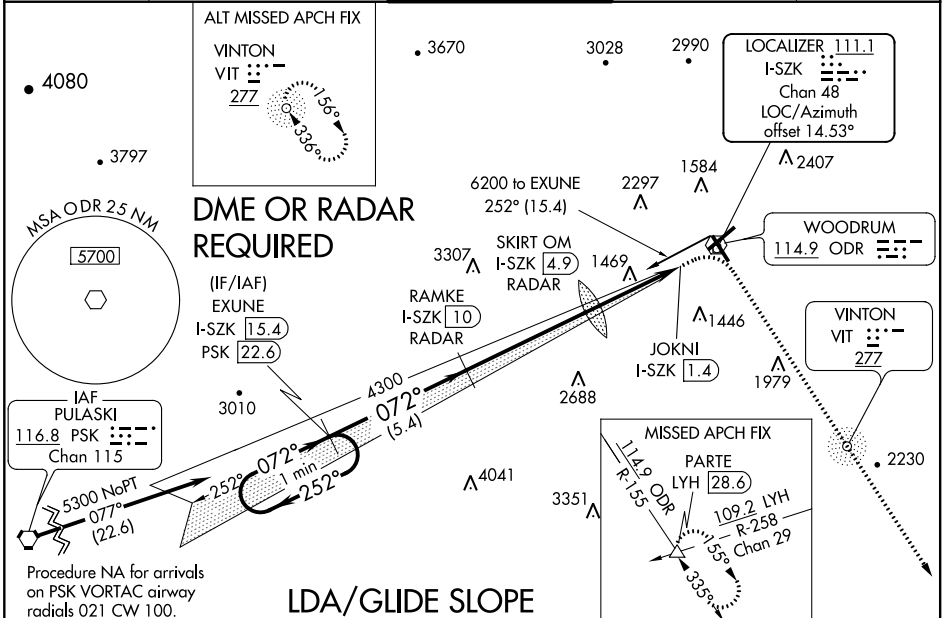 ALT MISSED APCH FIX
VINTON
VIT
277
156°
336°
3670
3028
2990
4080
3797
LOCALIZER 111.1
I-SZK
Chan 48
LOC/Azimuth
offset 14.53°
2407
1584
2297
6200 to EXUNE
252° (15.4)
MSA ODR 25 NM
5700
DME OR RADAR
REQUIRED
WOODRUM
114.9 ODR
SKIRT OM
I-SZK 4.9
RADAR
1469
3307
(IF/IAF)
EXUNE
I-SZK 15.4
PSK 22.6
RAMKE
I-SZK 10
RADAR
1446
VINTON
VIT
277
JOKNI
I-SZK 1.4
1979
2688
3010
4300
072°
(5.4)
IAF
PULASKI
116.8 PSK
Chan 115
072°
1 min
252°
252°
5300 NoPT
077°
(22.6)
4041
3351
2230
MISSED APCH FIX
PARTE
LYH 28.6
114.9 ODR
R-155
109.2 LYH
R-258
Chan 29
155°
335°
Procedure NA for arrivals
on PSK VORTAC airway
radials 021 CW 100.
LDA/GLIDE SLOPE